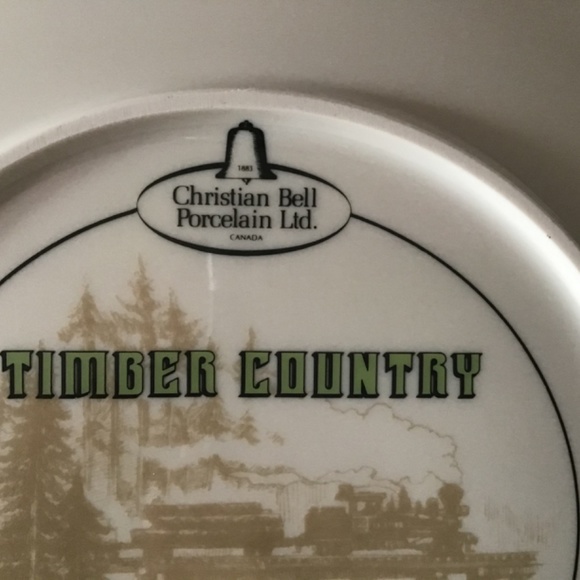 1883
Christian Bell
Porcelain Ltd.
CANADA
TIMBER COUNTRY